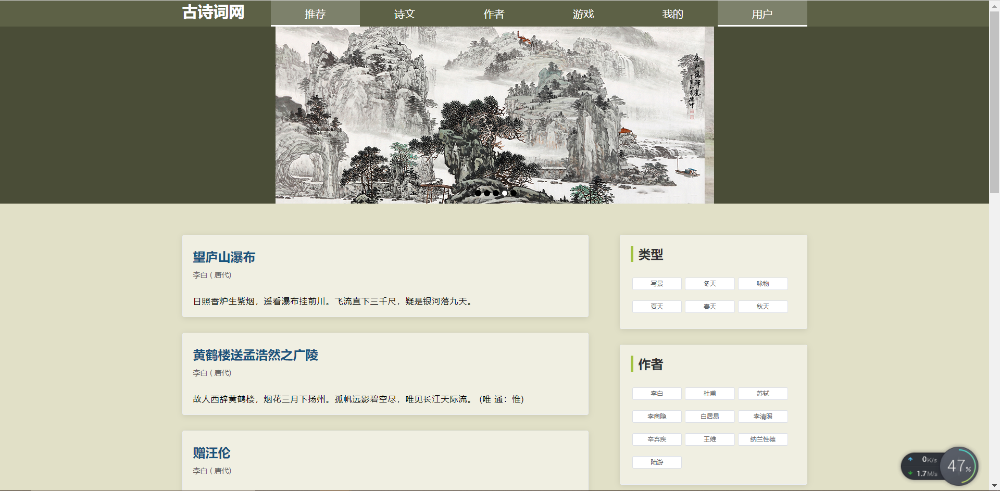 古诗词网
推荐 诗文 作者 游戏 我的 用户
望庐山瀑布
李白 ( 唐代)
日照香炉生紫烟，遥看瀑布挂前川。飞流直下三千尺，疑是银河落九天。
黄鹤楼送孟浩然之广陵
李白 ( 唐代)
故人西辞黄鹤楼，烟花三月下扬州。孤帆远影碧空尽，唯见长江天际流。 (唯 通：惟)
赠汪伦
李白 ( 唐代)
类型
写景 冬天 咏物
夏天 春天 秋天
作者
李白 杜甫 苏轼
李商隐 白居易 李清照
辛弃疾 王维 纳兰性德
陆游
0K/s
1.7M/s
47%